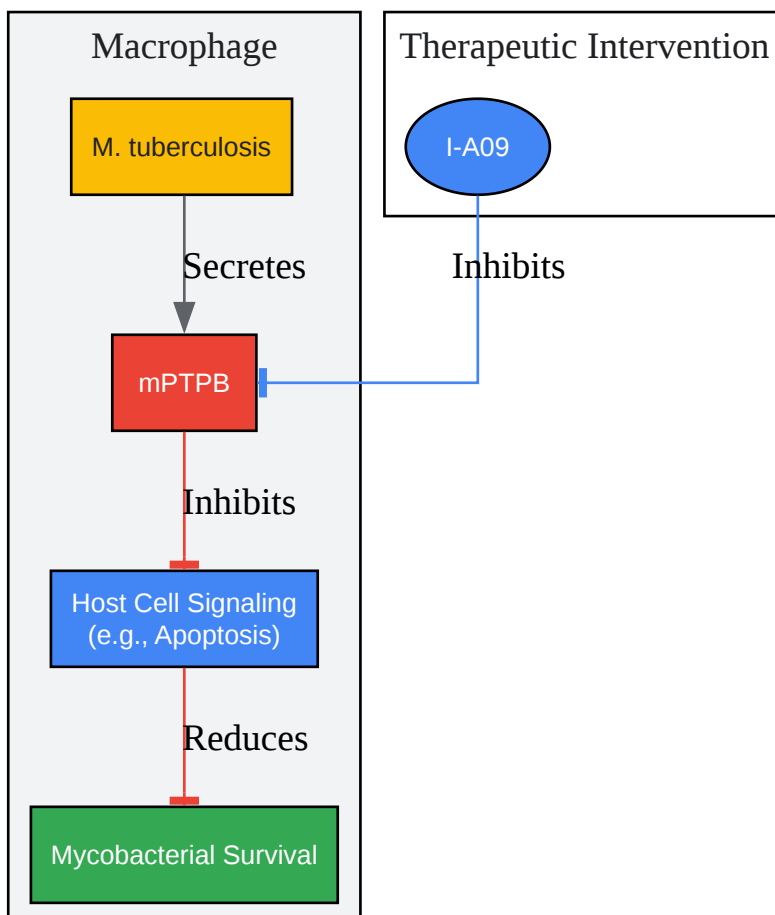 Macrophage
Therapeutic Intervention
M. tuberculosis
I-A09
Secretes
Inhibits
mPTPB
Inhibits
Host Cell Signaling
(e.g., Apoptosis)
Reduces
Mycobacterial Survival